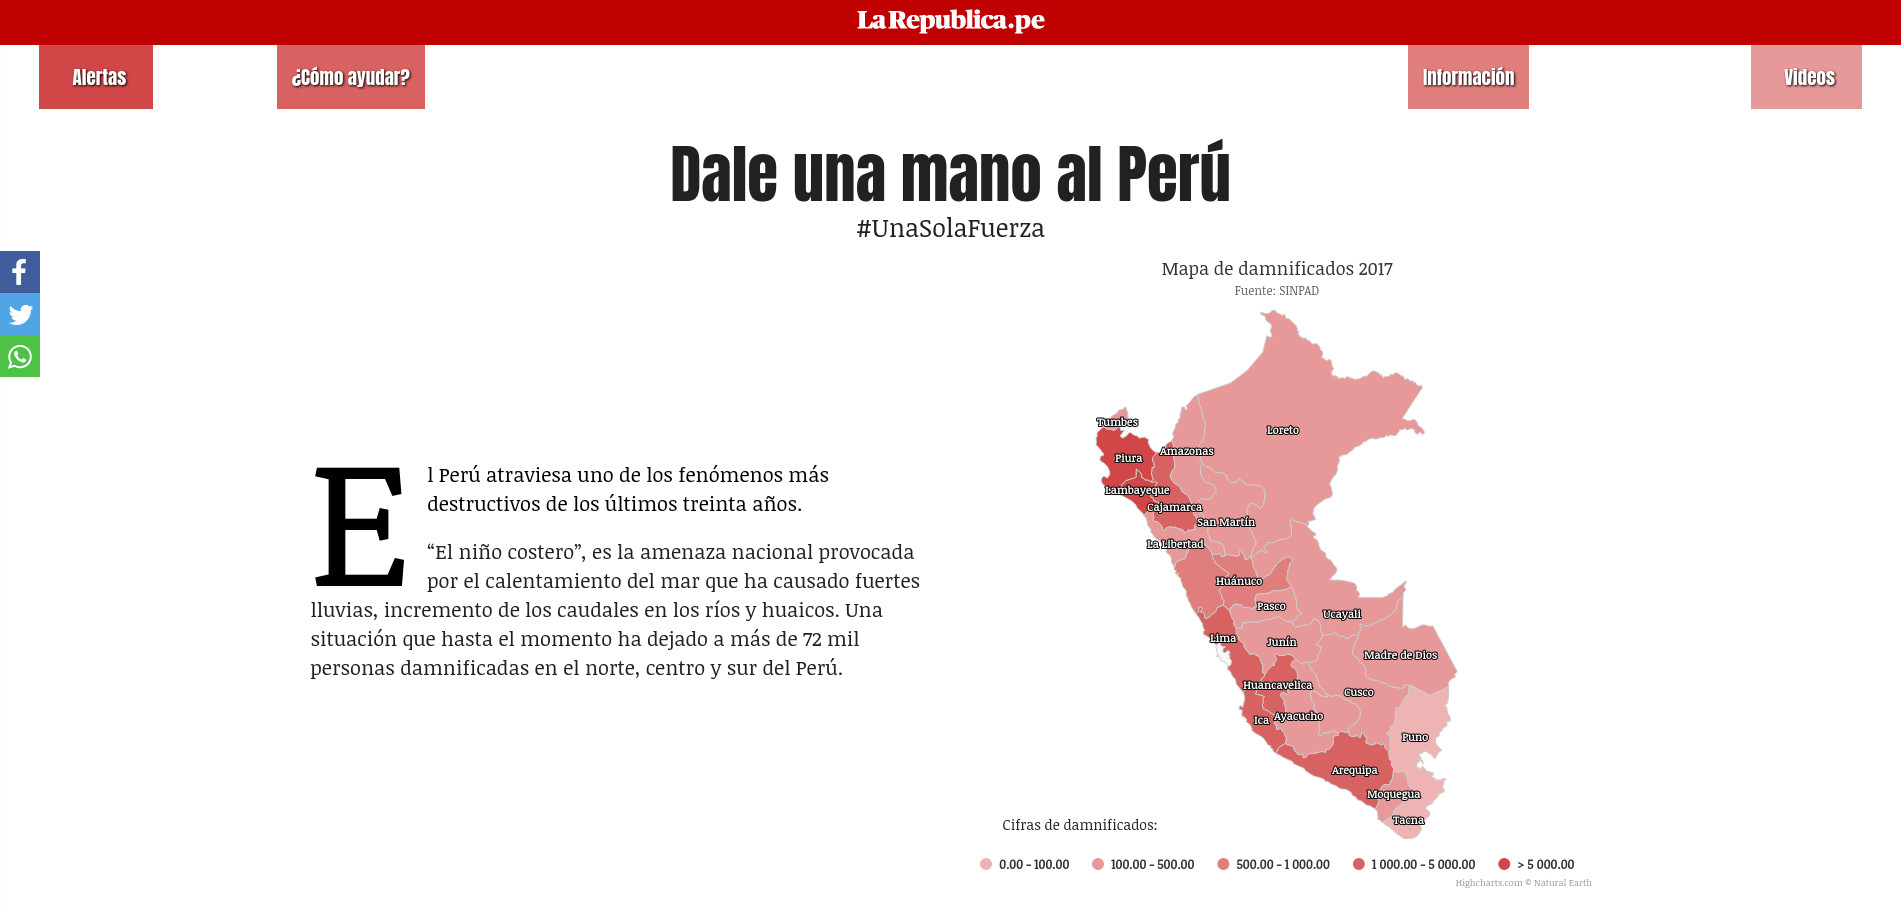 LaRepublica.pe
Alertas
¿Cómo ayudar?
Información
Videos
Dale una mano al Perú
#UnaSolaFuerza
El Perú atraviesa uno de los fenómenos más
destructivos de los últimos treinta años.
“El niño costero”, es la amenaza nacional provocada
por el calentamiento del mar que ha causado fuertes
lluvias, incremento de los caudales en los ríos y huaicos. Una
situación que hasta el momento ha dejado a más de 72 mil
personas damnificadas en el norte, centro y sur del Perú.
Mapa de damnificados 2017
Fuente: SINPAD
Tumbes
Loreto
Amazonas
Piura
Lambayeque
Cajamarca
San Martín
La Libertad
Huánuco
Pasco
Ucayali
Lima
Junín
Madre de Dios
Huancavelica
Cusco
Ica
Ayacucho
Puno
Arequipa
Moquegua
Tacna
Cifras de damnificados:
0.00 - 100.00
100.00 - 500.00
500.00 - 1 000.00
1 000.00 - 5 000.00
> 5 000.00
Highcharts.com © Natural Earth